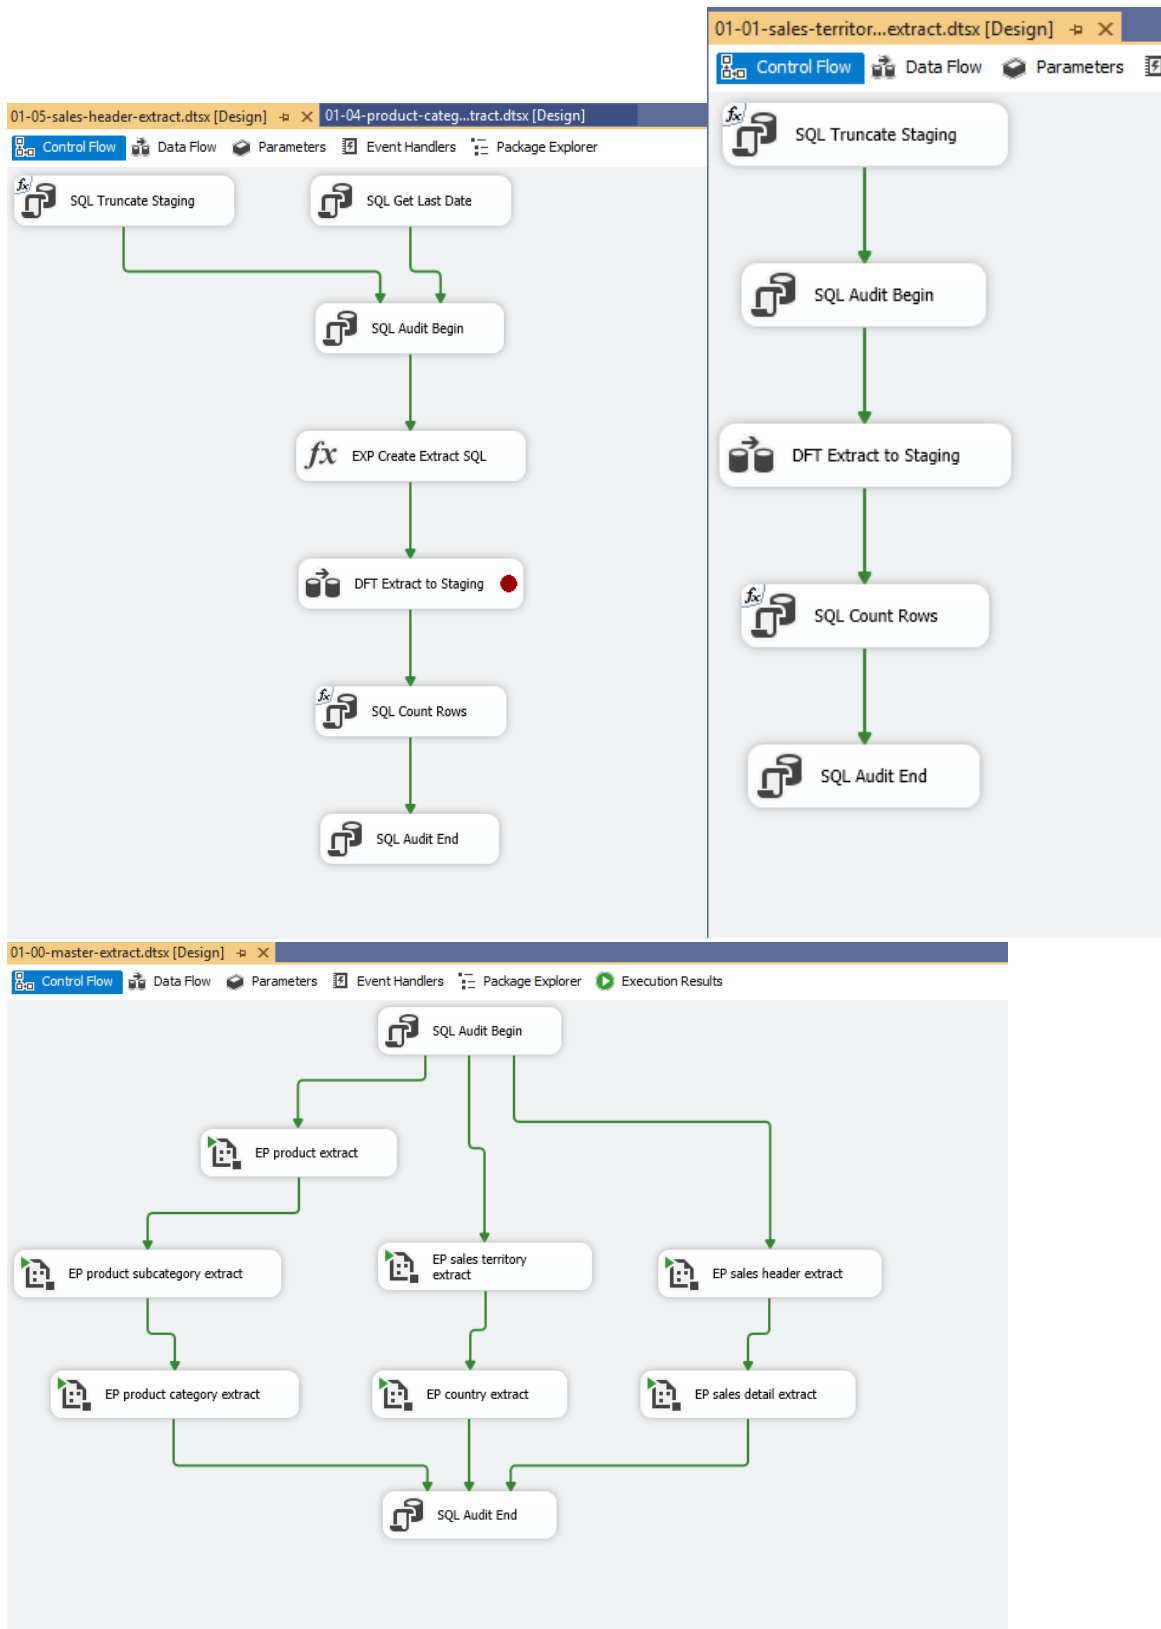 01-01-sales-territor...extract.dtsx [Design]
Control Flow Data Flow Parameters
SQL Truncate Staging
SQL Audit Begin
DFT Extract to Staging
SQL Count Rows
SQL Audit End
01-05-sales-header-extract.dtsx [Design] 01-04-product-categ...tract.dtsx [Design]
Control Flow Data Flow Parameters Event Handlers Package Explorer
SQL Truncate Staging SQL Get Last Date
SQL Audit Begin
fx EXP Create Extract SQL
DFT Extract to Staging
SQL Count Rows
SQL Audit End
01-00-master-extract.dtsx [Design]
Control Flow Data Flow Parameters Event Handlers Package Explorer Execution Results
SQL Audit Begin
EP product extract
EP product subcategory extract
EP sales territory
extract
EP sales header extract
EP product category extract
EP country extract
EP sales detail extract
SQL Audit End